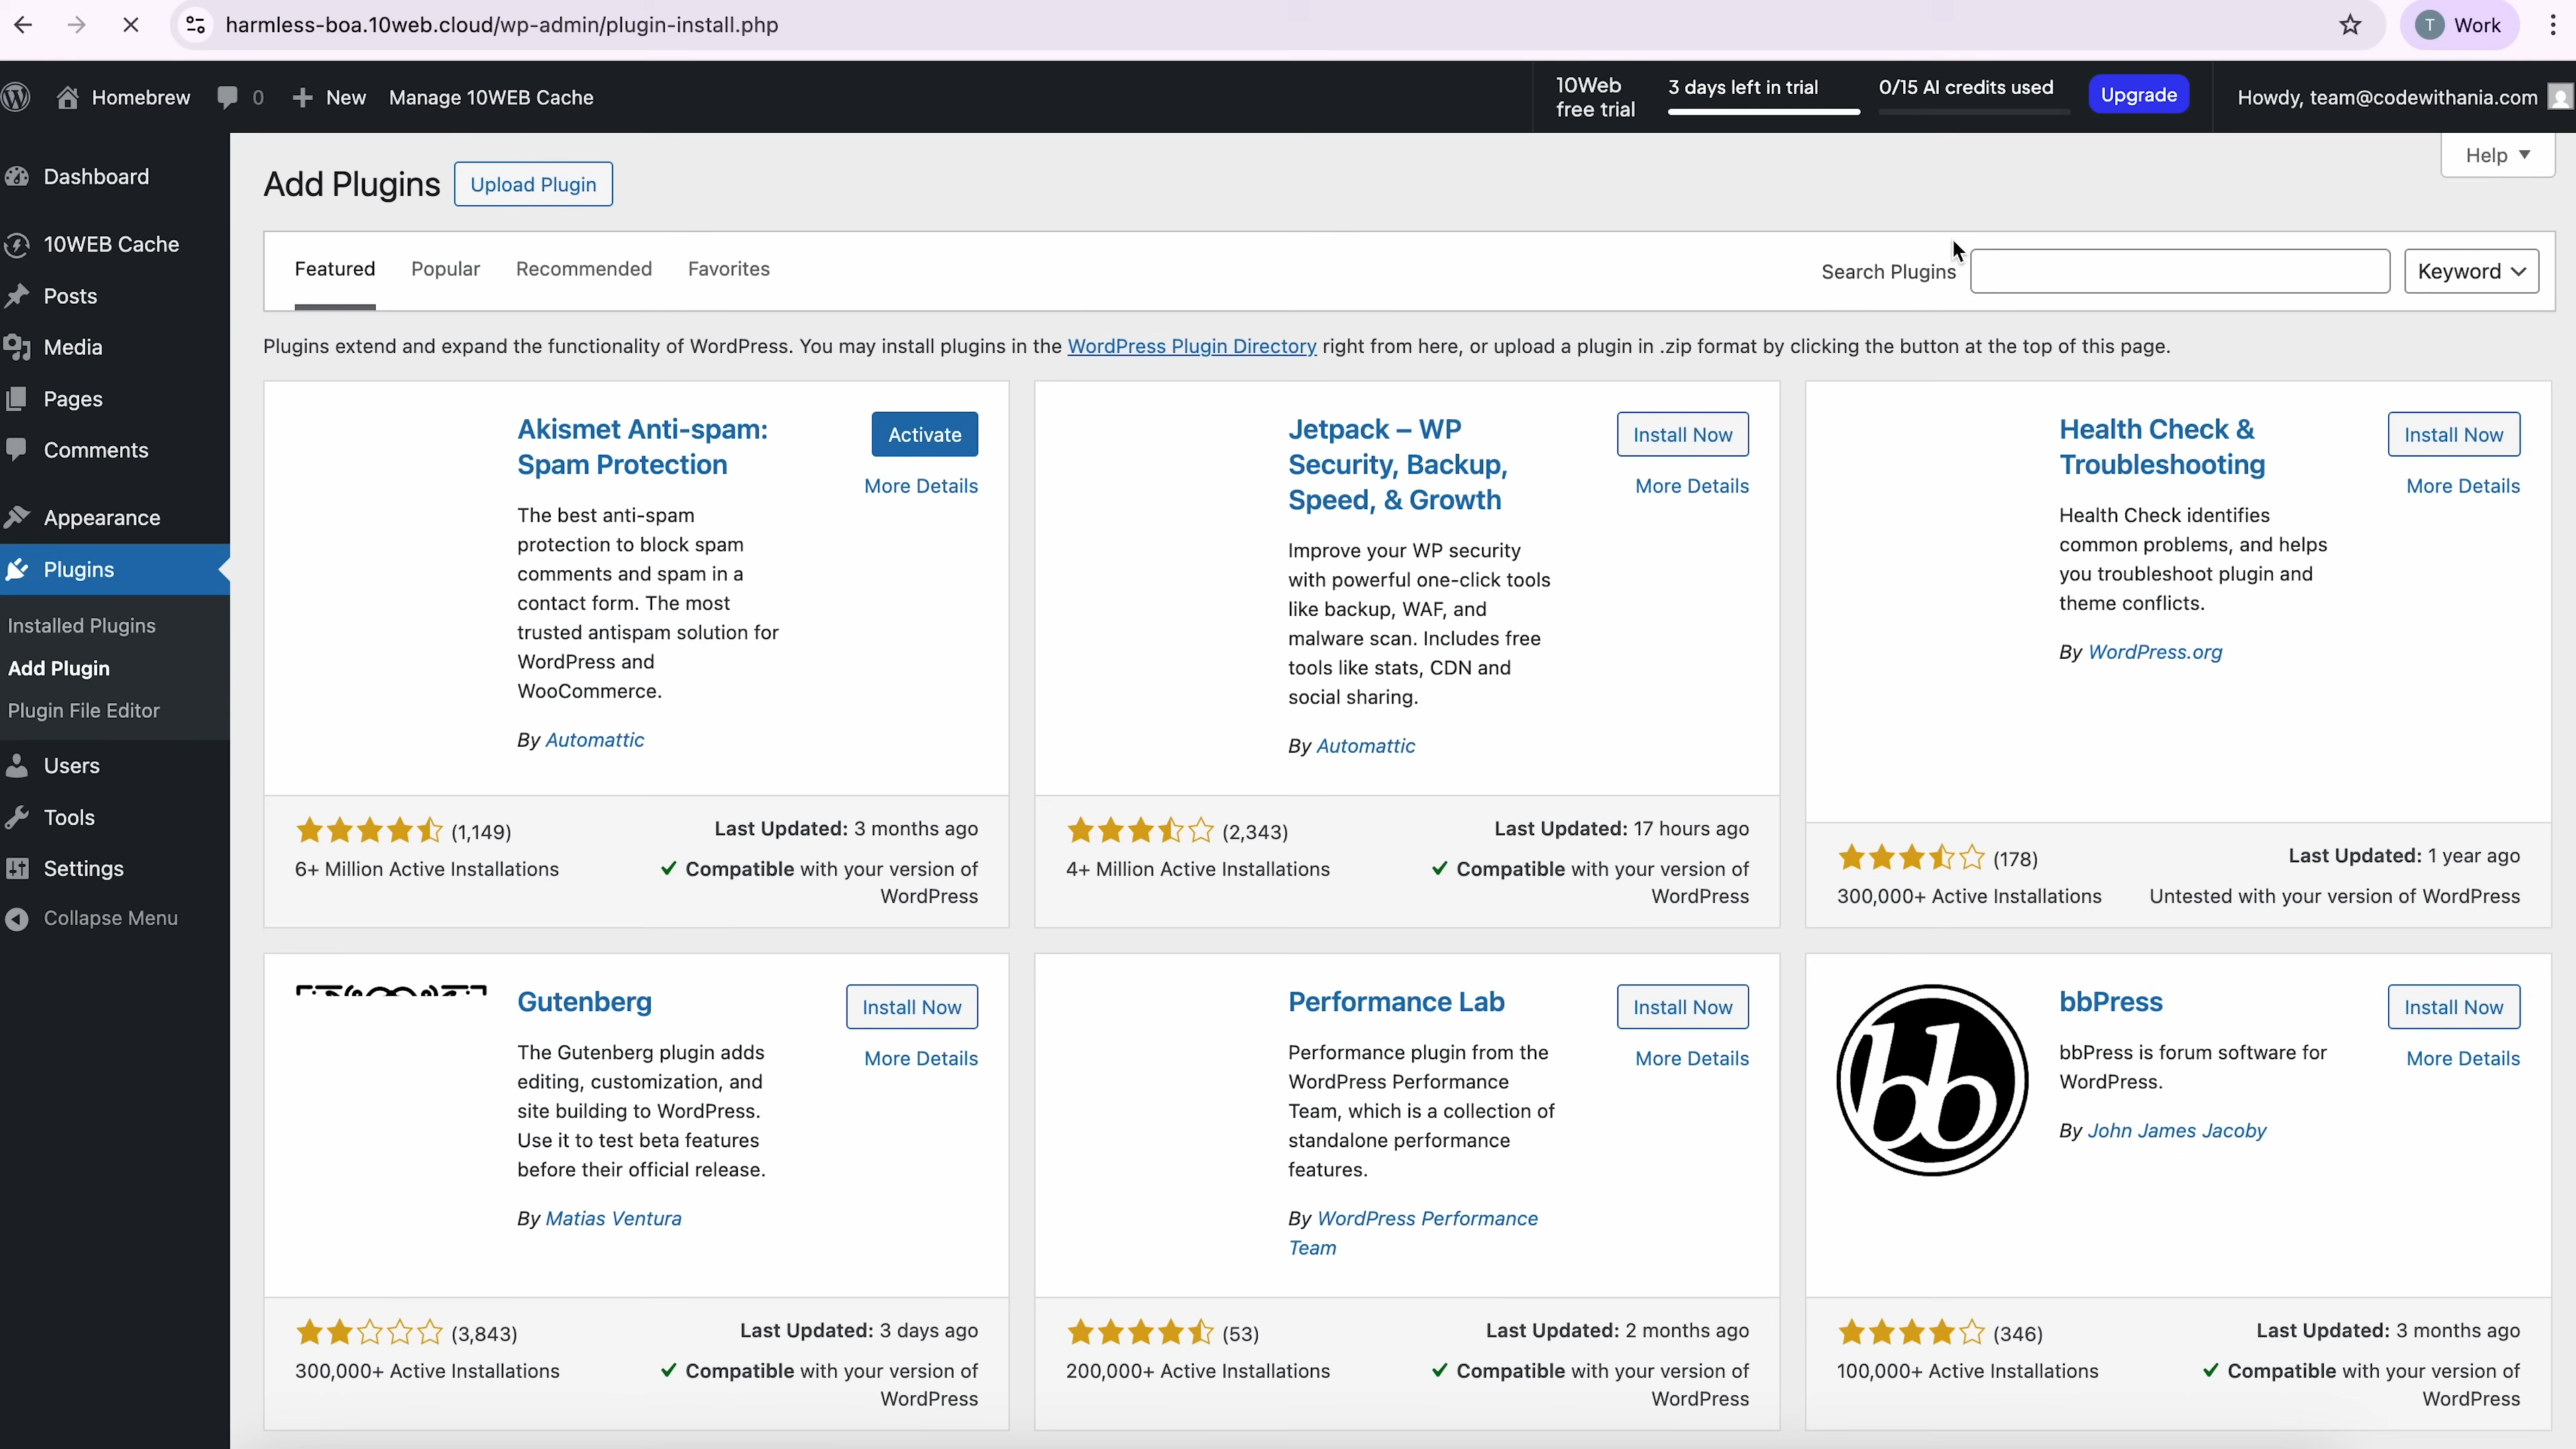 harmless-boa.10web.cloud/wp-admin/plugin-install.php
T Work
Homebrew 0 New Manage 10WEB Cache
10Web free trial
3 days left in trial
0/15 AI credits used
Upgrade
Howdy, team@codewithania.com
Dashboard
10WEB Cache
Posts
Media
Pages
Comments
Appearance
Plugins
Installed Plugins
Add Plugin
Plugin File Editor
Users
Tools
Settings
Collapse Menu
Help
Add Plugins Upload Plugin
Featured Popular Recommended Favorites Search Plugins Keyword
Plugins extend and expand the functionality of WordPress. You may install plugins in the WordPress Plugin Directory right from here, or upload a plugin in .zip format by clicking the button at the top of this page.
Akismet Anti-spam:
Spam Protection
Activate
More Details
The best anti-spam
protection to block spam
comments and spam in a
contact form. The most
trusted antispam solution for
WordPress and
WooCommerce.
By Automattic
(1,149)
6+ Million Active Installations
Last Updated: 3 months ago
Compatible with your version of
WordPress
Jetpack – WP
Security, Backup,
Speed, & Growth
Install Now
More Details
Improve your WP security
with powerful one-click tools
like backup, WAF, and
malware scan. Includes free
tools like stats, CDN and
social sharing.
By Automattic
(2,343)
4+ Million Active Installations
Last Updated: 17 hours ago
Compatible with your version of
WordPress
Health Check &
Troubleshooting
Install Now
More Details
Health Check identifies
common problems, and helps
you troubleshoot plugin and
theme conflicts.
By WordPress.org
(178)
300,000+ Active Installations
Last Updated: 1 year ago
Untested with your version of WordPress
Gutenberg
Install Now
More Details
The Gutenberg plugin adds
editing, customization, and
site building to WordPress.
Use it to test beta features
before their official release.
By Matias Ventura
(3,843)
300,000+ Active Installations
Last Updated: 3 days ago
Compatible with your version of
WordPress
Performance Lab
Install Now
More Details
Performance plugin from the
WordPress Performance
Team, which is a collection of
standalone performance
features.
By WordPress Performance
Team
(53)
200,000+ Active Installations
Last Updated: 2 months ago
Compatible with your version of
WordPress
bb
bbPress
Install Now
More Details
bbPress is forum software for
WordPress.
By John James Jacoby
(346)
100,000+ Active Installations
Last Updated: 3 months ago
Compatible with your version of
WordPress